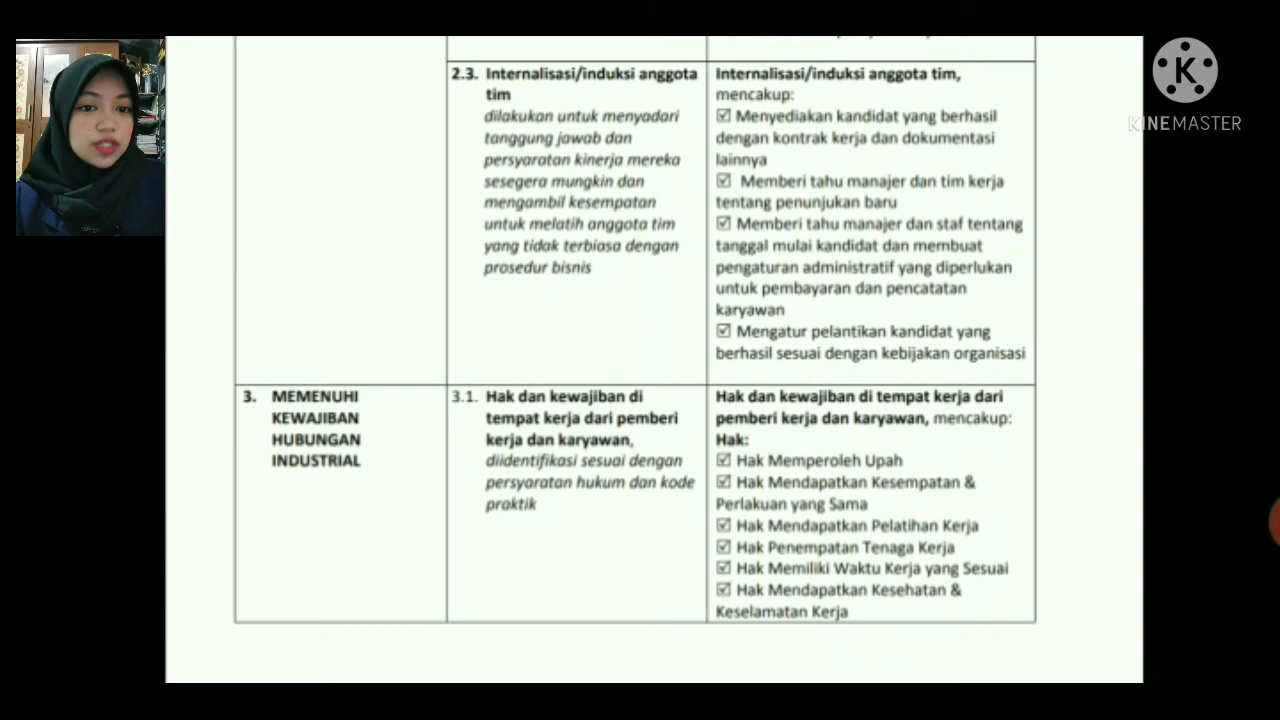 2.3. Internalisasi/induksi anggota
tim
dilakukan untuk menyadari
tanggung jawab dan
persyaratan kinerja mereka
sesegera mungkin dan
mengambil kesempatan
untuk melatih anggota tim
yang tidak terbiasa dengan
prosedur bisnis
Internalisasi/induksi anggota tim,
mencakup:
☑ Menyediakan kandidat yang berhasil
dengan kontrak kerja dan dokumentasi
lainnya
☑ Memberi tahu manajer dan tim kerja
tentang penunjukan baru
☑ Memberi tahu manajer dan staf tentang
tanggal mulai kandidat dan membuat
pengaturan administratif yang diperlukan
untuk pembayaran dan pencatatan
karyawan
☑ Mengatur pelantikan kandidat yang
berhasil sesuai dengan kebijakan organisasi
3. MEMENUHI
KEWAJIBAN
HUBUNGAN
INDUSTRIAL
3.1. Hak dan kewajiban di
tempat kerja dari pemberi
kerja dan karyawan,
diidentifikasi sesuai dengan
persyaratan hukum dan kode
praktik
Hak dan kewajiban di tempat kerja dari
pemberi kerja dan karyawan, mencakup:
Hak:
☑ Hak Memperoleh Upah
☑ Hak Mendapatkan Kesempatan &
Perlakuan yang Sama
☑ Hak Mendapatkan Pelatihan Kerja
☑ Hak Penempatan Tenaga Kerja
☑ Hak Memiliki Waktu Kerja yang Sesuai
☑ Hak Mendapatkan Kesehatan &
Keselamatan Kerja
K
KINEMASTER